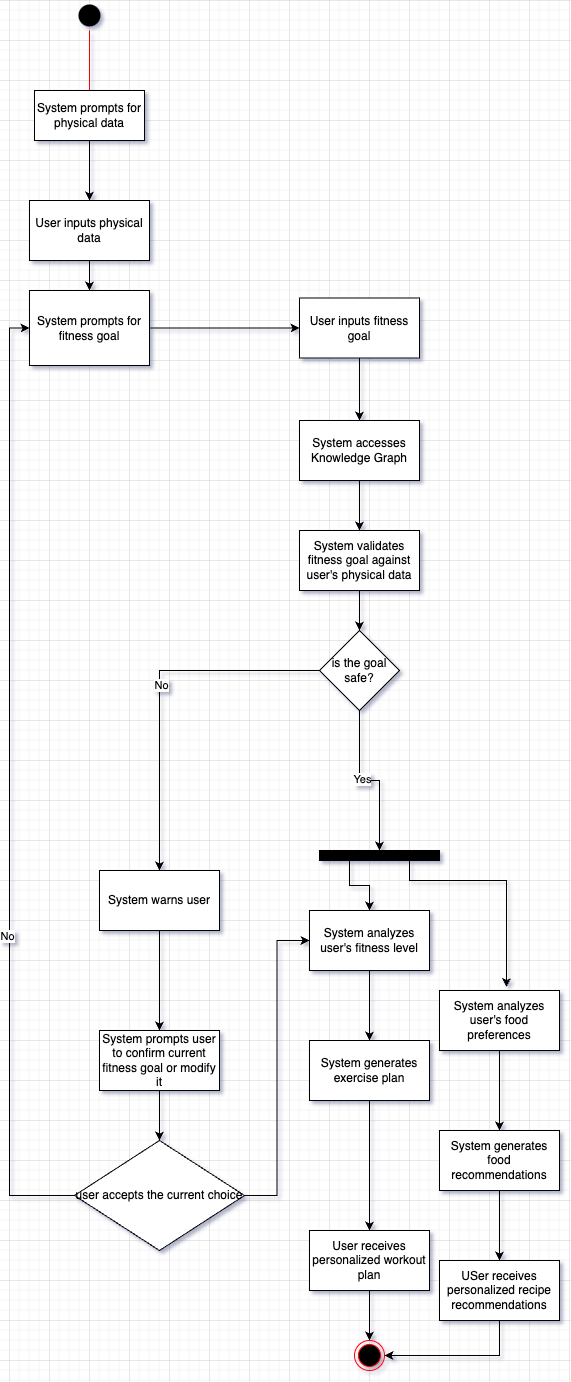 System prompts for
physical data
User inputs physical
data
System prompts for
fitness goal
User inputs fitness
goal
System accesses
Knowledge Graph
System validates
fitness goal against
user's physical data
is the goal
safe?
No
Yes
System warns user
System analyzes
user's fitness level
No
System analyzes
user's food
preferences
System prompts user
to confirm current
fitness goal or modify
it
System generates
exercise plan
System generates
food
recommendations
user accepts the current choice
User receives
personalized workout
plan
USer receives
personalized recipe
recommendations